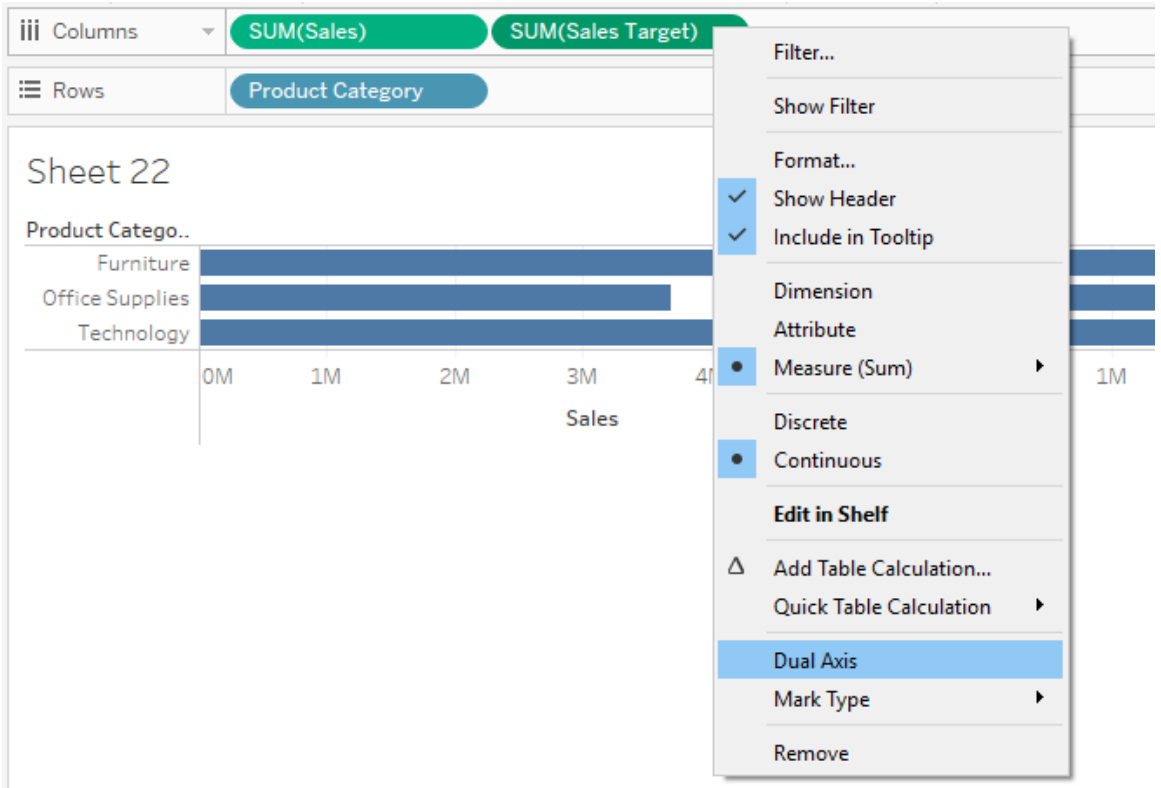 Columns SUM(Sales) SUM(Sales Target)
Rows Product Category
Sheet 22
Product Catego..
Furniture
Office Supplies
Technology
0M 1M 2M 3M 1M
Sales
Filter...
Show Filter
Format...
Show Header
Include in Tooltip
Dimension
Attribute
Measure (Sum)
Discrete
Continuous
Edit in Shelf
Add Table Calculation...
Quick Table Calculation
Dual Axis
Mark Type
Remove